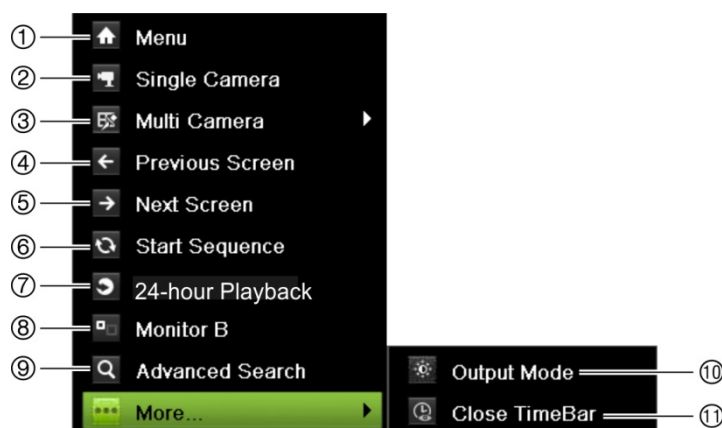 ① Menu
② Single Camera
③ Multi Camera
④ Previous Screen
⑤ Next Screen
⑥ Start Sequence
⑦ 24-hour Playback
⑧ Monitor B
⑨ Advanced Search
Output Mode ⑩
More...
Close TimeBar ⑪